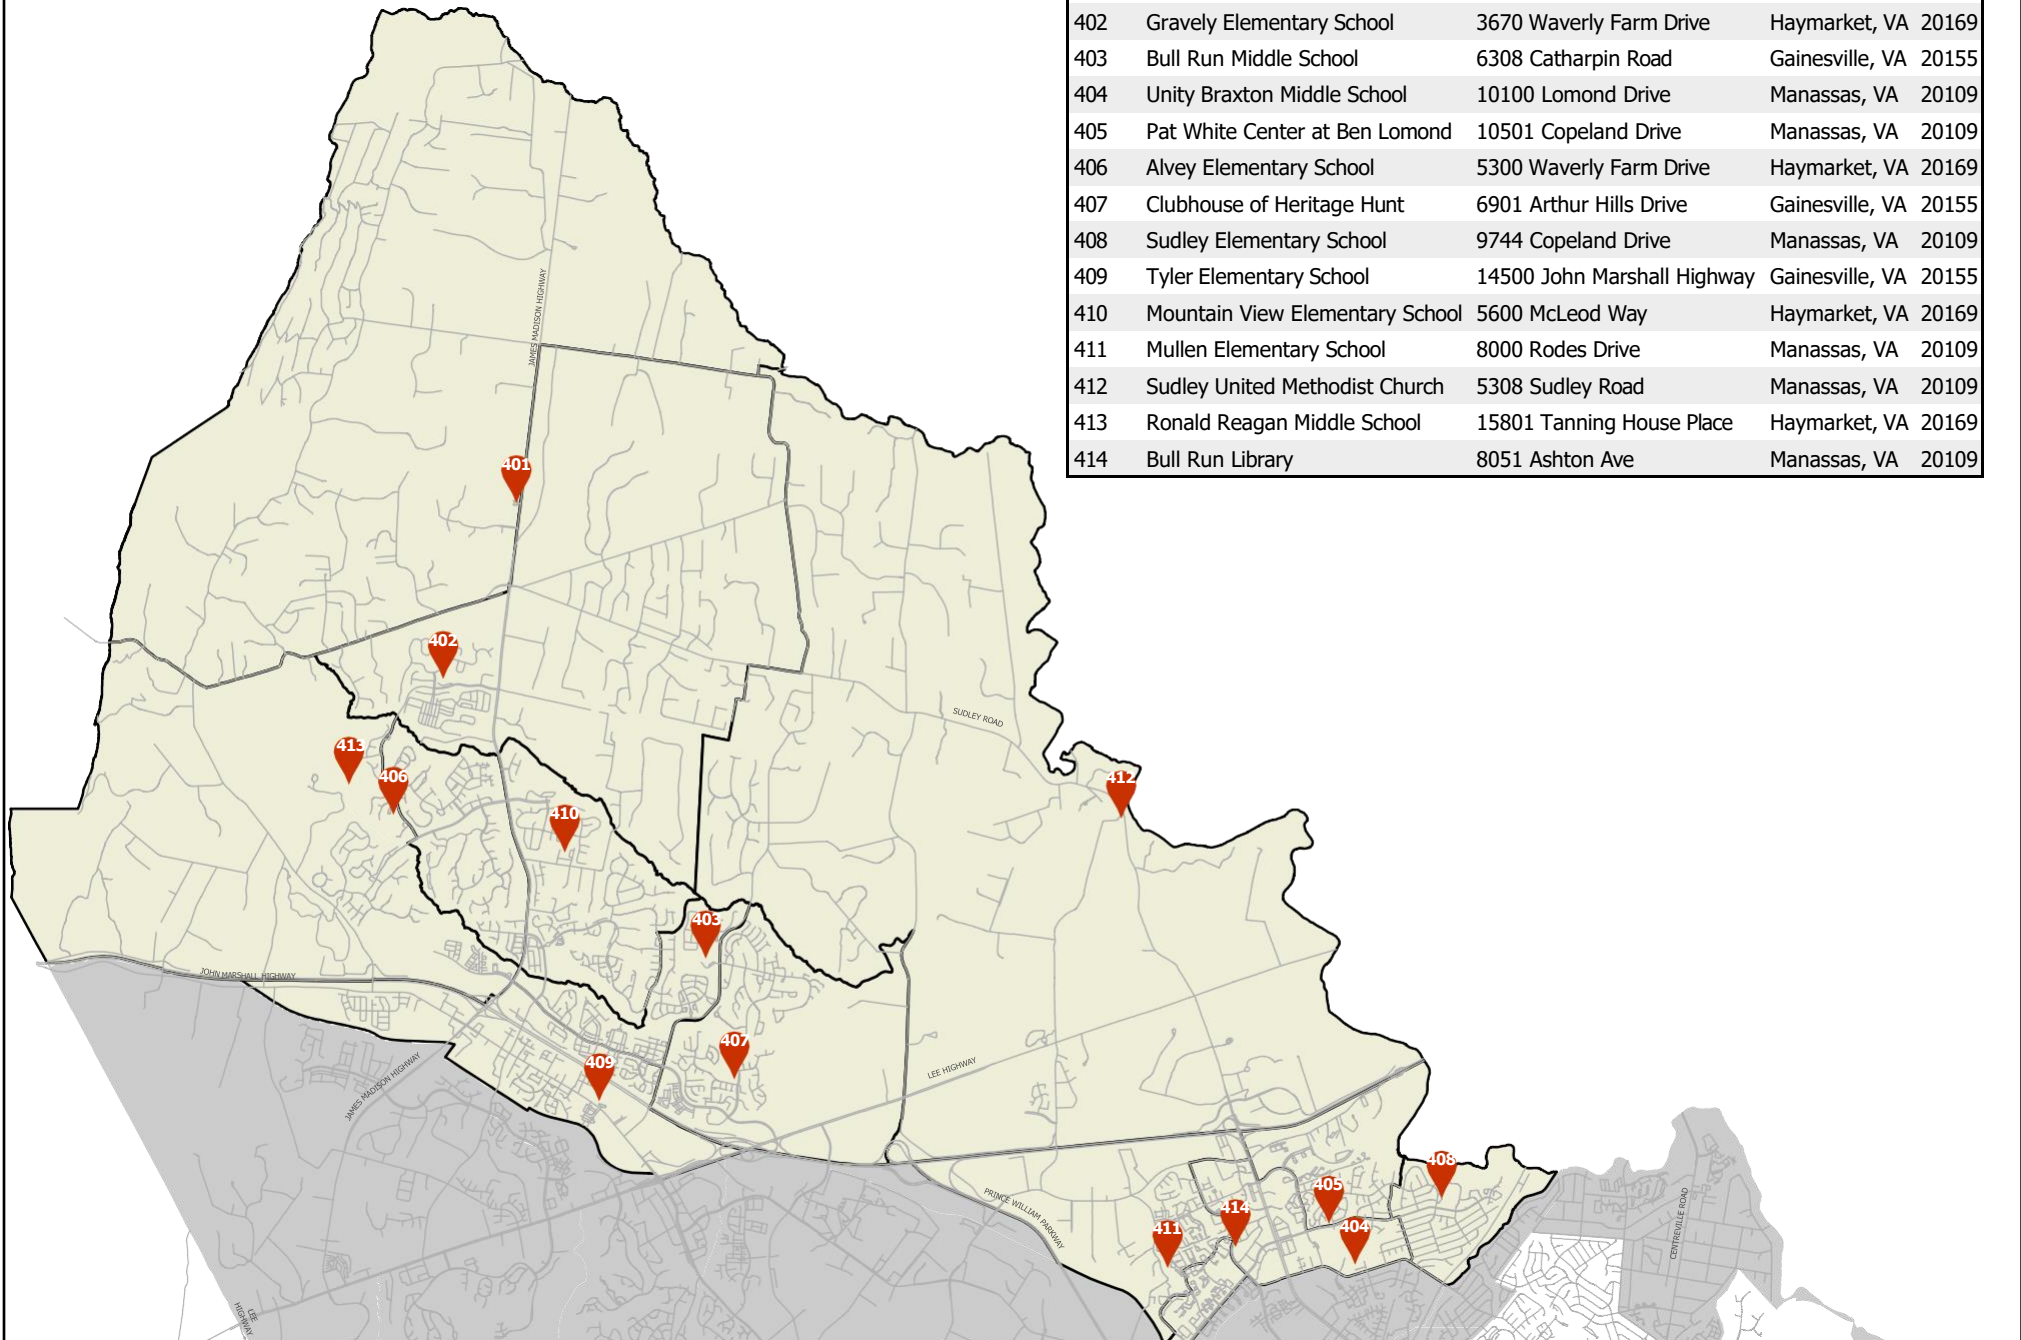 402 Gravely Elementary School 3670 Waverly Farm Drive Haymarket, VA 20169
403 Bull Run Middle School 6308 Catharpin Road Gainesville, VA 20155
404 Unity Braxton Middle School 10100 Lomond Drive Manassas, VA 20109
405 Pat White Center at Ben Lomond 10501 Copeland Drive Manassas, VA 20109
406 Alvey Elementary School 5300 Waverly Farm Drive Haymarket, VA 20169
407 Clubhouse of Heritage Hunt 6901 Arthur Hills Drive Gainesville, VA 20155
408 Sudley Elementary School 9744 Copeland Drive Manassas, VA 20109
409 Tyler Elementary School 14500 John Marshall Highway Gainesville, VA 20155
410 Mountain View Elementary School 5600 McLeod Way Haymarket, VA 20169
411 Mullen Elementary School 8000 Rodes Drive Manassas, VA 20109
412 Sudley United Methodist Church 5308 Sudley Road Manassas, VA 20109
413 Ronald Reagan Middle School 15801 Tanning House Place Haymarket, VA 20169
414 Bull Run Library 8051 Ashton Ave Manassas, VA 20109
JAMES MADISON HIGHWAY
401
402
SUDLEY ROAD
413
406
412
410
403
JOHN MARSHALL HIGHWAY
407
409
LEE HIGHWAY
JAMES MADISON HIGHWAY
408
405
PRINCE WILLIAM PARKWAY
414
411
404
CENTREVILLE ROAD
LEE
HIGHWAY